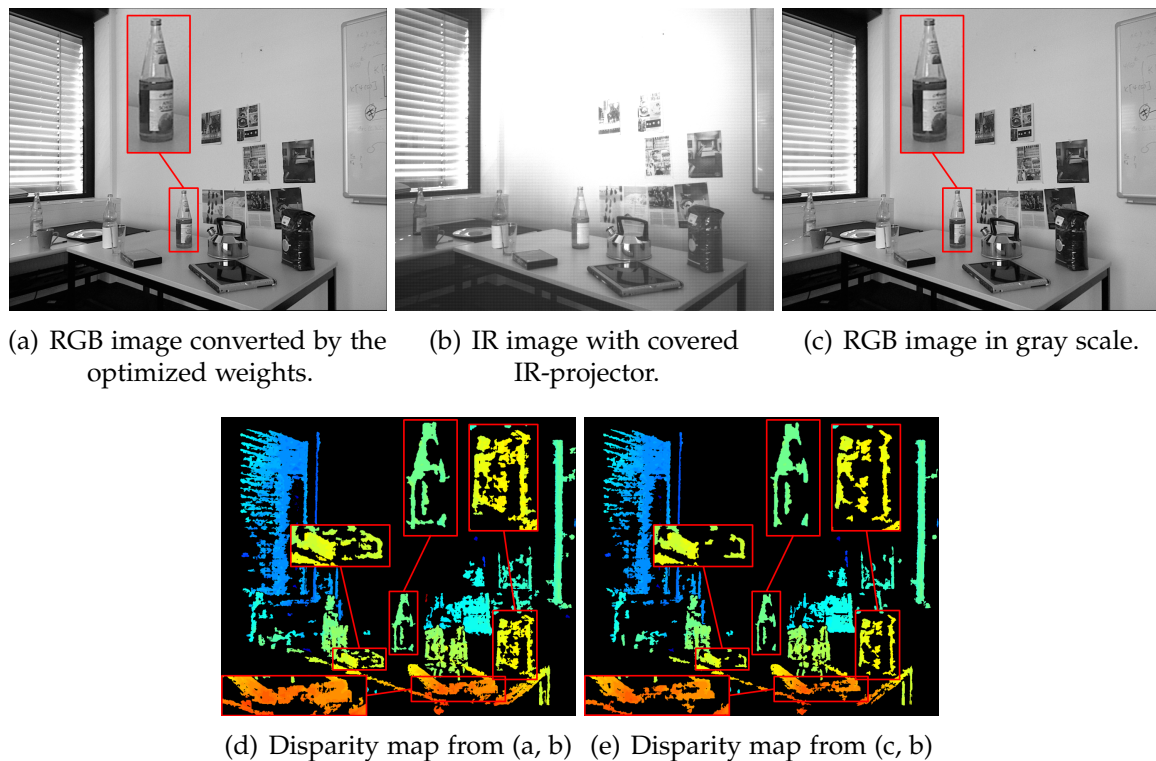 (a) RGB image converted by the
optimized weights.
(b) IR image with covered
IR-projector.
(c) RGB image in gray scale.
(d) Disparity map from (a, b)
(e) Disparity map from (c, b)